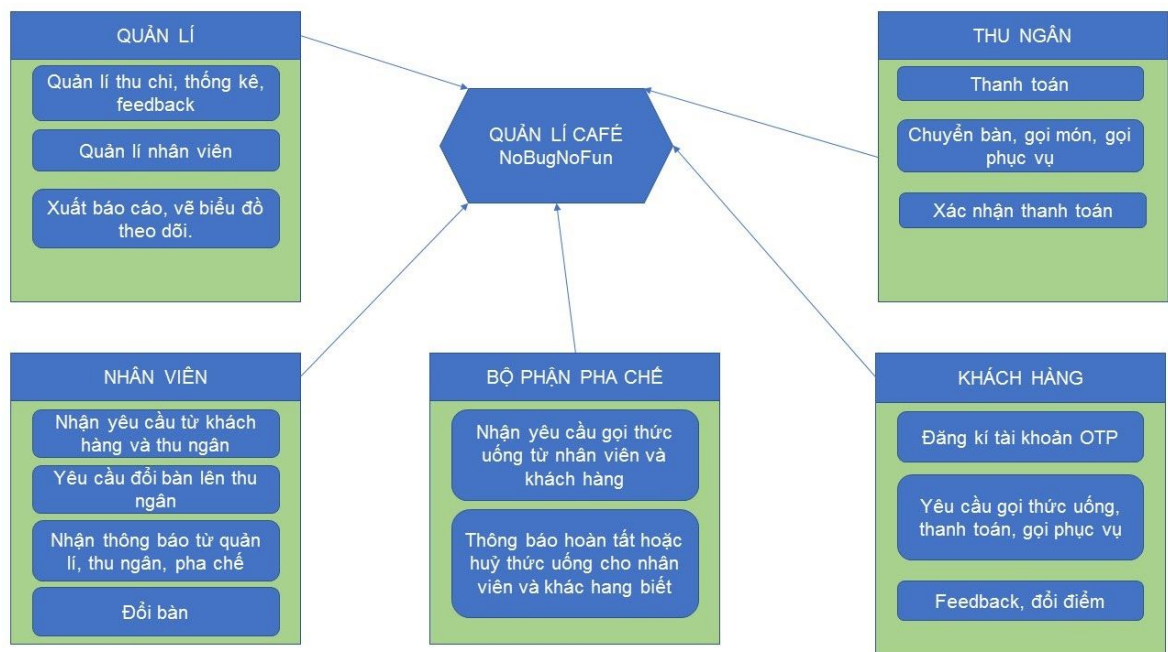 QUẢN LÍ
Quản lí thu chi, thống kê,
feedback
Quản lí nhân viên
Xuất báo cáo, vẽ biểu đồ
theo dõi.
QUẢN LÍ CAFÉ
NoBugNoFun
THU NGÂN
Thanh toán
Chuyển bàn, gọi món, gọi
phục vụ
Xác nhận thanh toán
NHÂN VIÊN
Nhận yêu cầu từ khách
hàng và thu ngân
Yêu cầu đổi bàn lên thu
ngân
Nhận thông báo từ quản
lí, thu ngân, pha chế
Đổi bàn
BỘ PHẬN PHA CHẾ
Nhận yêu cầu gọi thức
uống từ nhân viên và
khách hàng
Thông báo hoàn tất hoặc
huỷ thức uống cho nhân
viên và khác hang biết
KHÁCH HÀNG
Đăng kí tài khoản OTP
Yêu cầu gọi thức uống,
thanh toán, gọi phục vụ
Feedback, đổi điểm